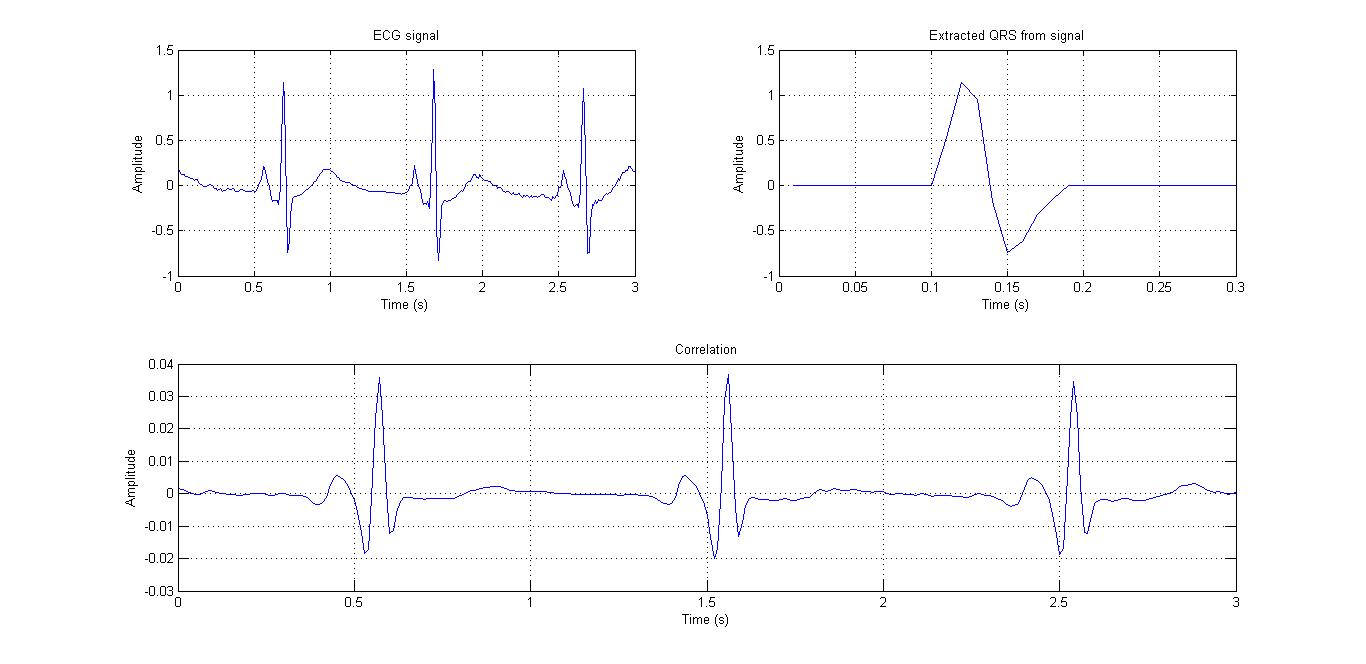 ECG signal
1.5
1
0.5
0
-0.5
-1
Amplitude
0 0.5 1 1.5 2 2.5 3
Time (s)
Extracted QRS from signal
1.5
1
0.5
0
-0.5
-1
Amplitude
0 0.05 0.1 0.15 0.2 0.25 0.3
Time (s)
Correlation
0.04
0.03
0.02
0.01
0
-0.01
-0.02
-0.03
Amplitude
0 0.5 1 1.5 2 2.5 3
Time (s)